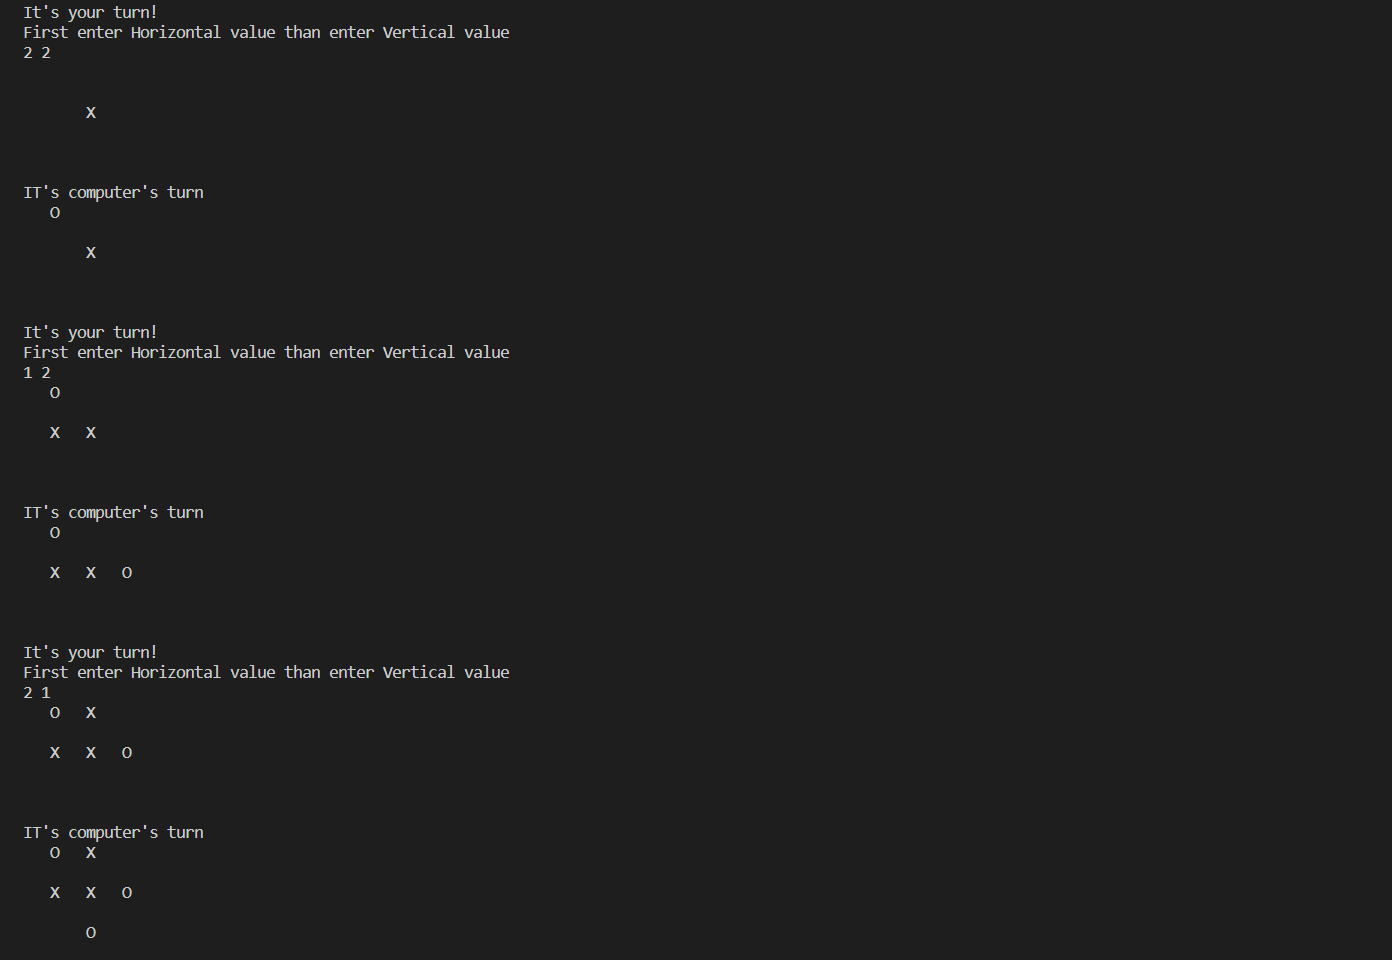 It's your turn!
First enter Horizontal value than enter Vertical value
2 2
X
IT's computer's turn
O
X
It's your turn!
First enter Horizontal value than enter Vertical value
1 2
O
X   X
IT's computer's turn
O
X   X   O
It's your turn!
First enter Horizontal value than enter Vertical value
2 1
O   X
X   X   O
IT's computer's turn
O   X
X   X   O
O